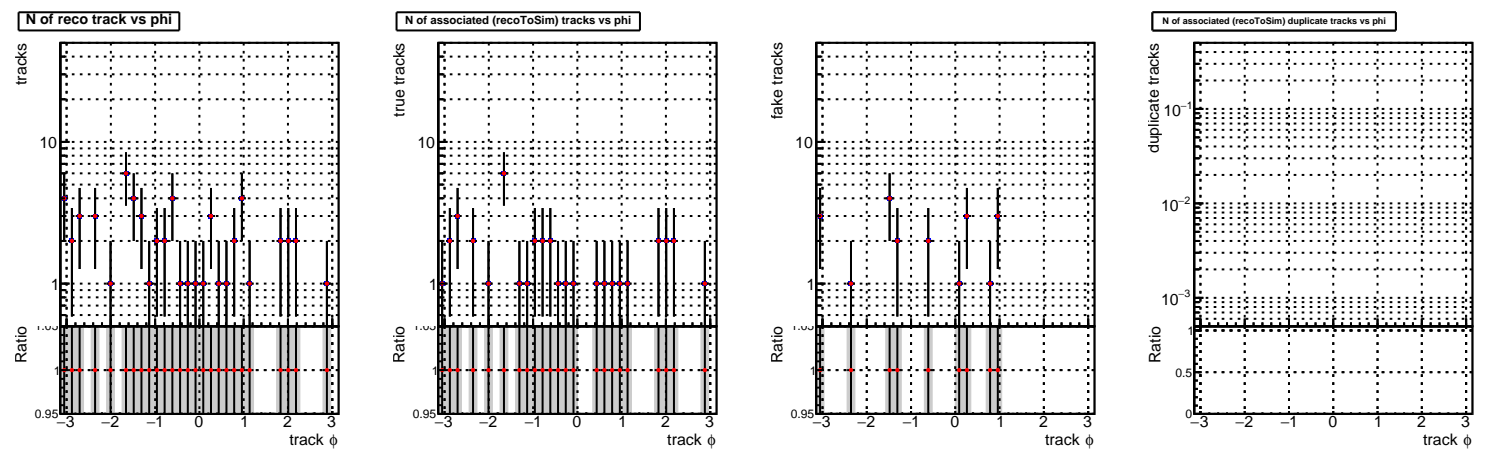 N of reco track vs phi
tracks
10
1
Ratio
1.05
1
0.95
−3 −2 −1 0 1 2 3
track ϕ
N of associated (recoToSim) tracks vs phi
true tracks
10
1
Ratio
1.05
1
0.95
−3 −2 −1 0 1 2 3
track ϕ
fake tracks
10
1
Ratio
1.05
1
0.95
−3 −2 −1 0 1 2 3
track ϕ
N of associated (recoToSim) duplicate tracks vs phi
duplicate tracks
10⁻¹
10⁻²
10⁻³
Ratio
1
0.5
0
−3 −2 −1 0 1 2 3
track ϕ